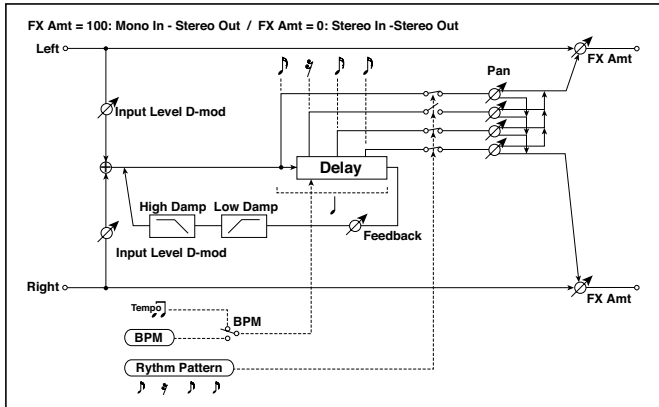 FX Amt = 100: Mono In - Stereo Out / FX Amt = 0: Stereo In -Stereo Out
Left
FX Amt
Pan
Input Level D-mod
Delay
High Damp
Low Damp
Feedback
Input Level D-mod
Right
FX Amt
Tempo
BPM
BPM
Rythm Pattern